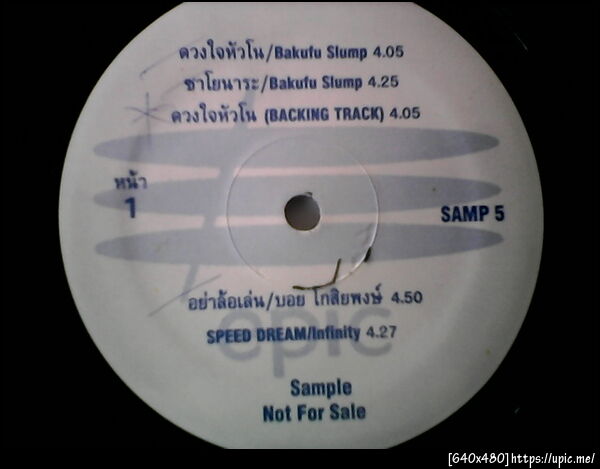 ดวงใจหัวโน/Bakufu Slump 4.05
ซาโยนาระ/Bakufu Slump 4.25
ดวงใจหัวโน (BACKING TRACK) 4.05
หน้า
1
SAMP 5
อย่าล้อเล่น/บอย โกสิยพงษ์ 4.50
SPEED DREAM/Infinity 4.27
epic
Sample
Not For Sale
[640x480]https://upic.me/